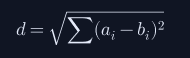 d = √∑(aᵢ − bᵢ)²